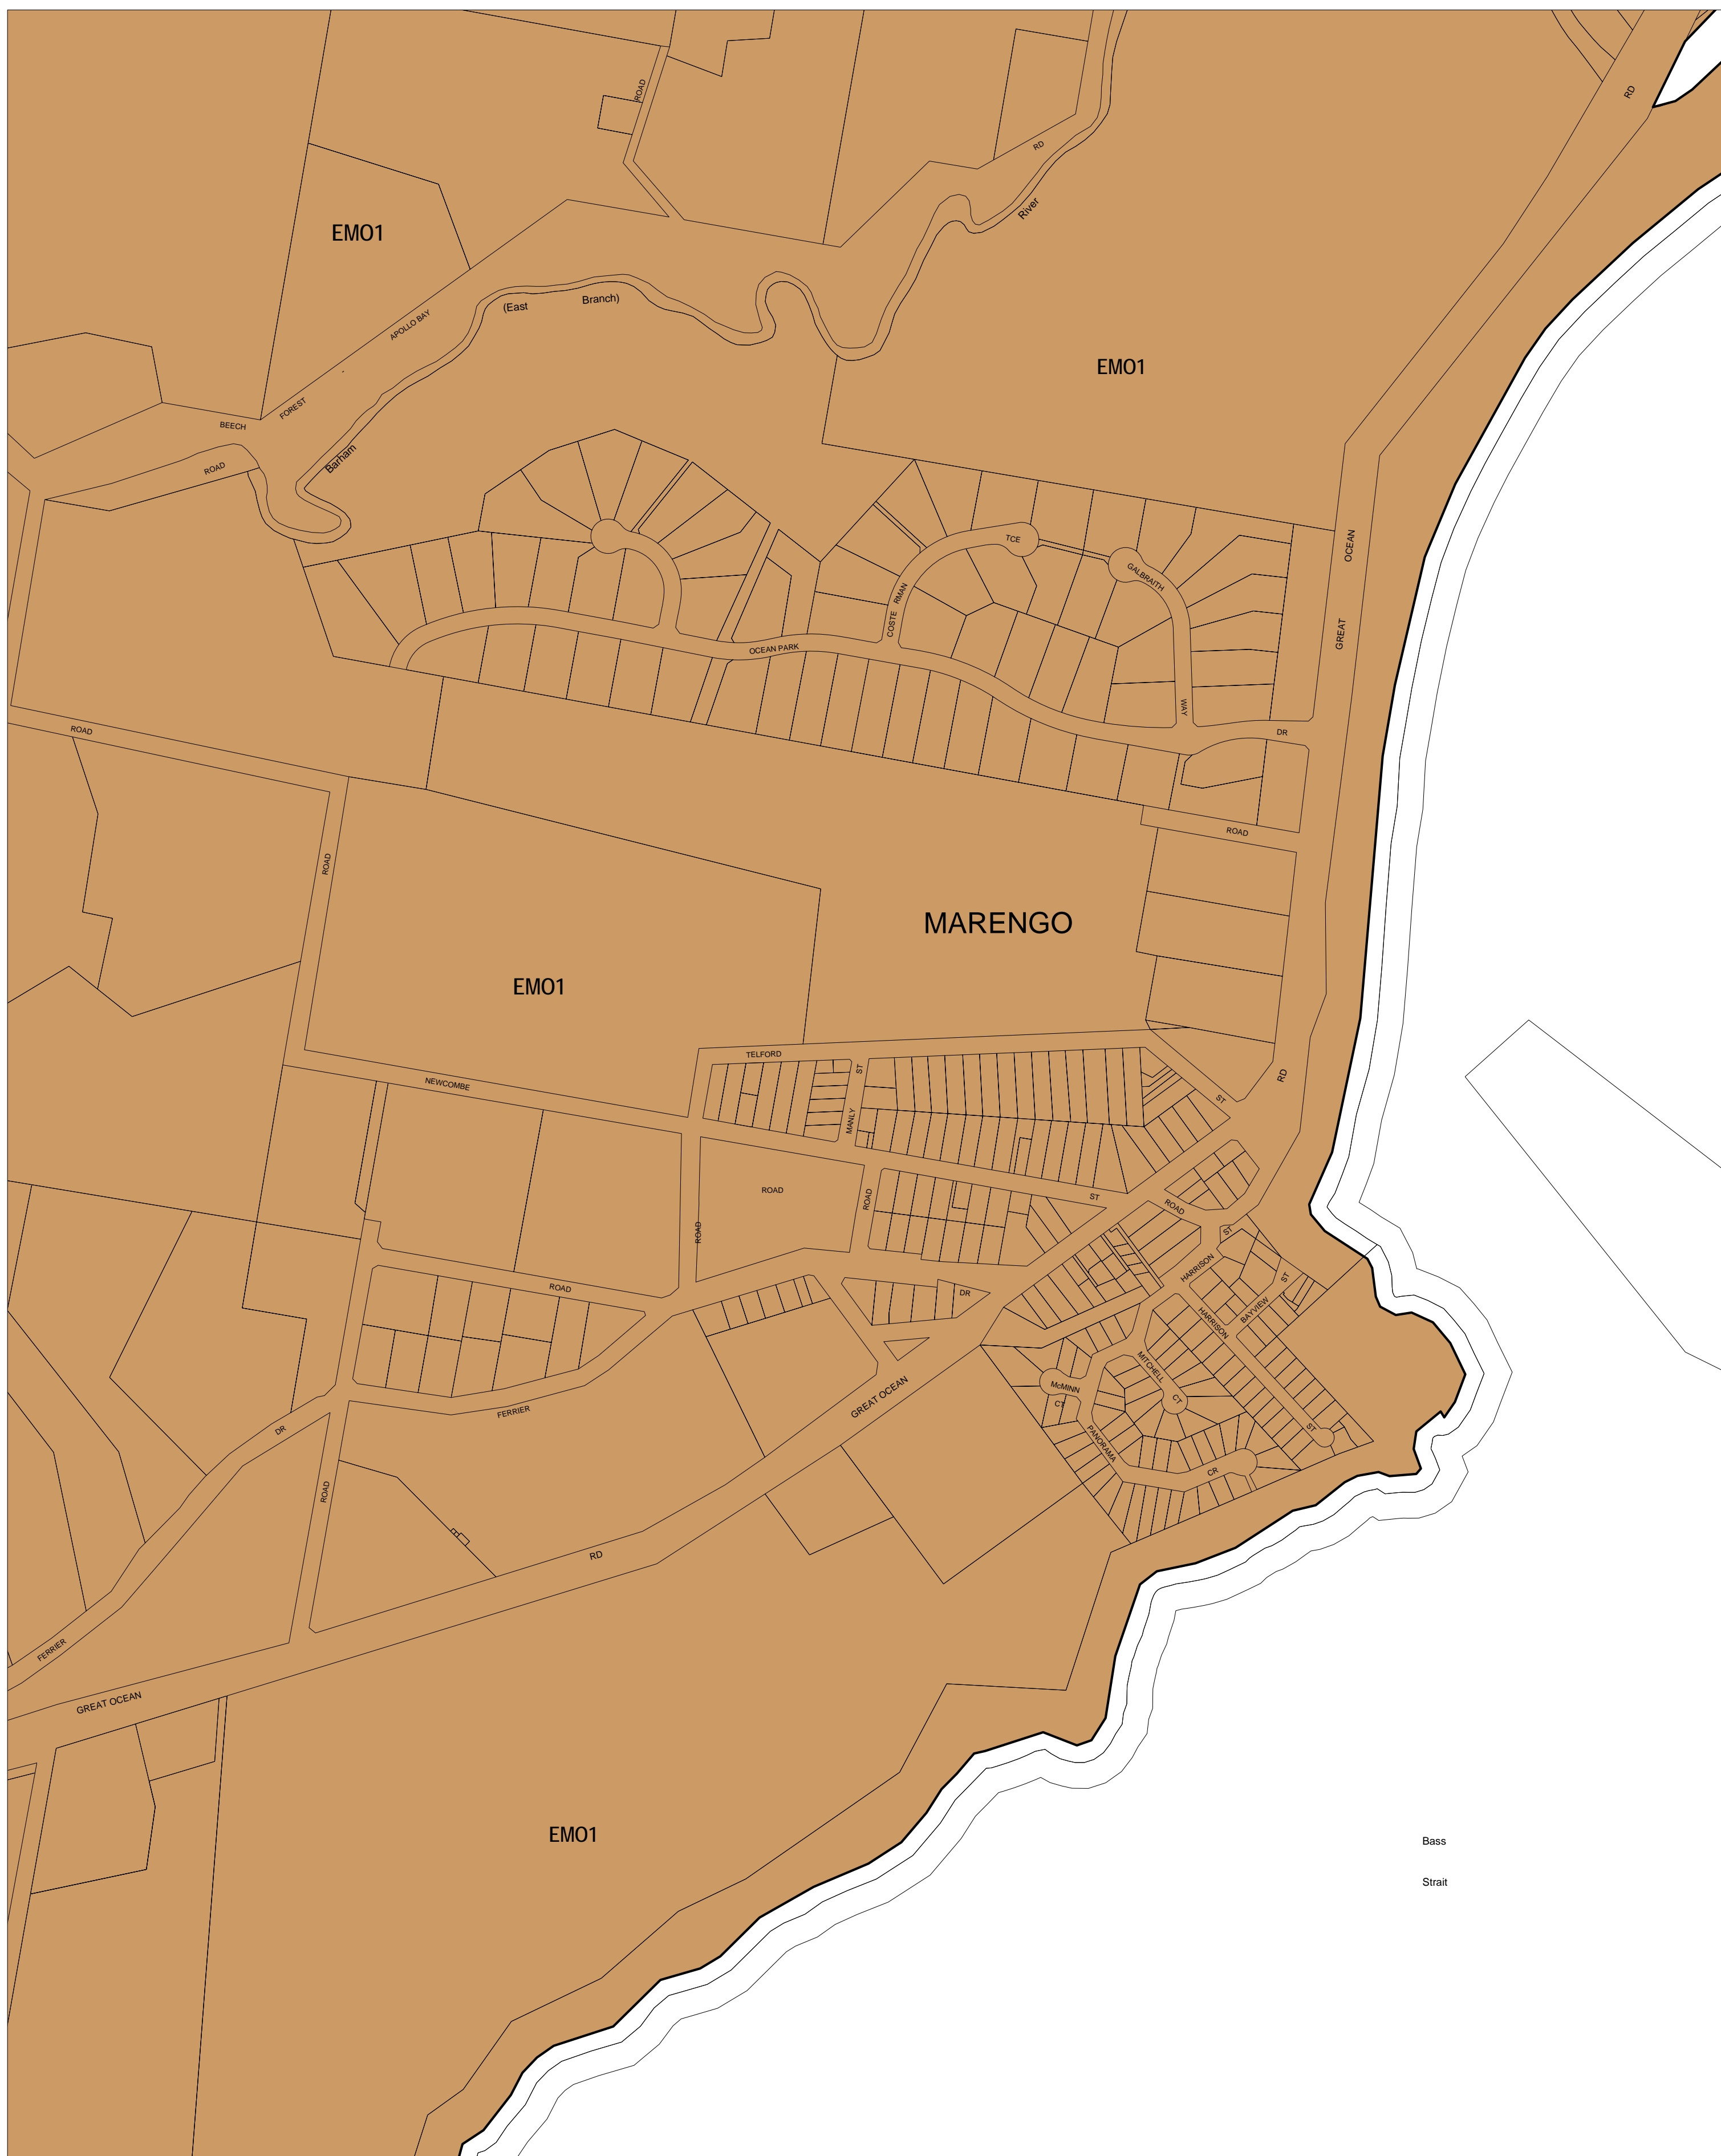 ROAD
RD
RD
River
EMO1
(East Branch)
APOLLO BAY
EMO1
FOREST
BEECH
Barham
ROAD
TCE
OCEAN
GALBRAITH
COSTE RMAN
GREAT
OCEAN PARK
WAY
ROAD
DR
ROAD
ROAD
MARENGO
EMO1
TELFORD
ST
RD
NEWCOMBE
ST
MANLY
ROAD
ST
ROAD
ROAD
ROAD
ST
HARRISON
ST
ROAD
DR
BAYVIEW
HARRISON
MITCHELL
McMINN
CT
CT
GREAT OCEAN
FERRIER
DR
ST
PANORAMA
CR
ROAD
RD
FERRIER
GREAT OCEAN
EMO1
Bass
Strait